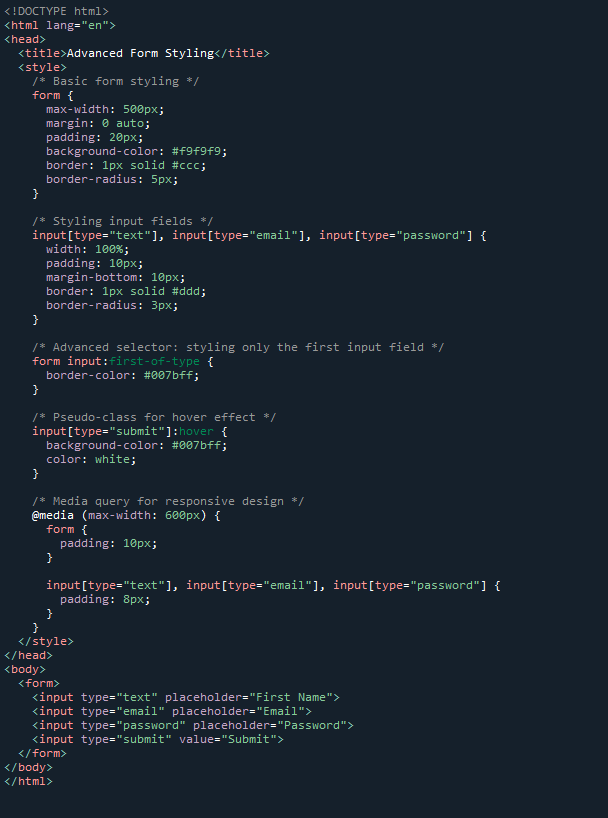 <!DOCTYPE html>
<html lang="en">
<head>
  <title>Advanced Form Styling</title>
  <style>
    /* Basic form styling */
    form {
      max-width: 500px;
      margin: 0 auto;
      padding: 20px;
      background-color: #f9f9f9;
      border: 1px solid #ccc;
      border-radius: 5px;
    }

    /* Styling input fields */
    input[type="text"], input[type="email"], input[type="password"] {
      width: 100%;
      padding: 10px;
      margin-bottom: 10px;
      border: 1px solid #ddd;
      border-radius: 3px;
    }

    /* Advanced selector: styling only the first input field */
    form input:first-of-type {
      border-color: #007bff;
    }

    /* Pseudo-class for hover effect */
    input[type="submit"]:hover {
      background-color: #007bff;
      color: white;
    }

    /* Media query for responsive design */
    @media (max-width: 600px) {
      form {
        padding: 10px;
      }

      input[type="text"], input[type="email"], input[type="password"] {
        padding: 8px;
      }
    }
  </style>
</head>
<body>
  <form>
    <input type="text" placeholder="First Name">
    <input type="email" placeholder="Email">
    <input type="password" placeholder="Password">
    <input type="submit" value="Submit">
  </form>
</body>
</html>